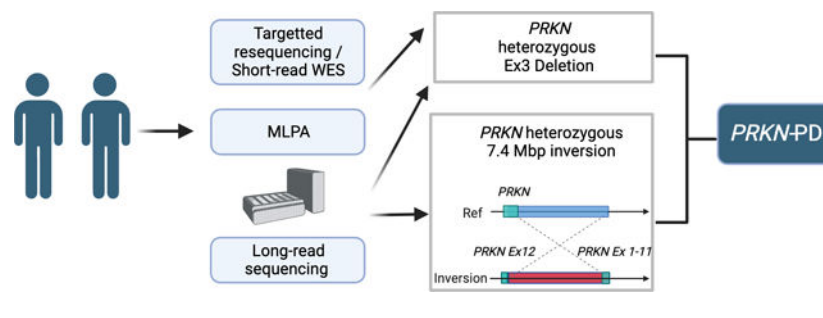 Targetted
resequencing /
Short-read WES
MLPA
Long-read
sequencing
PRKN
heterozygous
Ex3 Deletion
PRKN heterozygous
7.4 Mbp inversion
PRKN
Ref
PRKN Ex12
PRKN Ex 1-11
Inversion
PRKN-PD